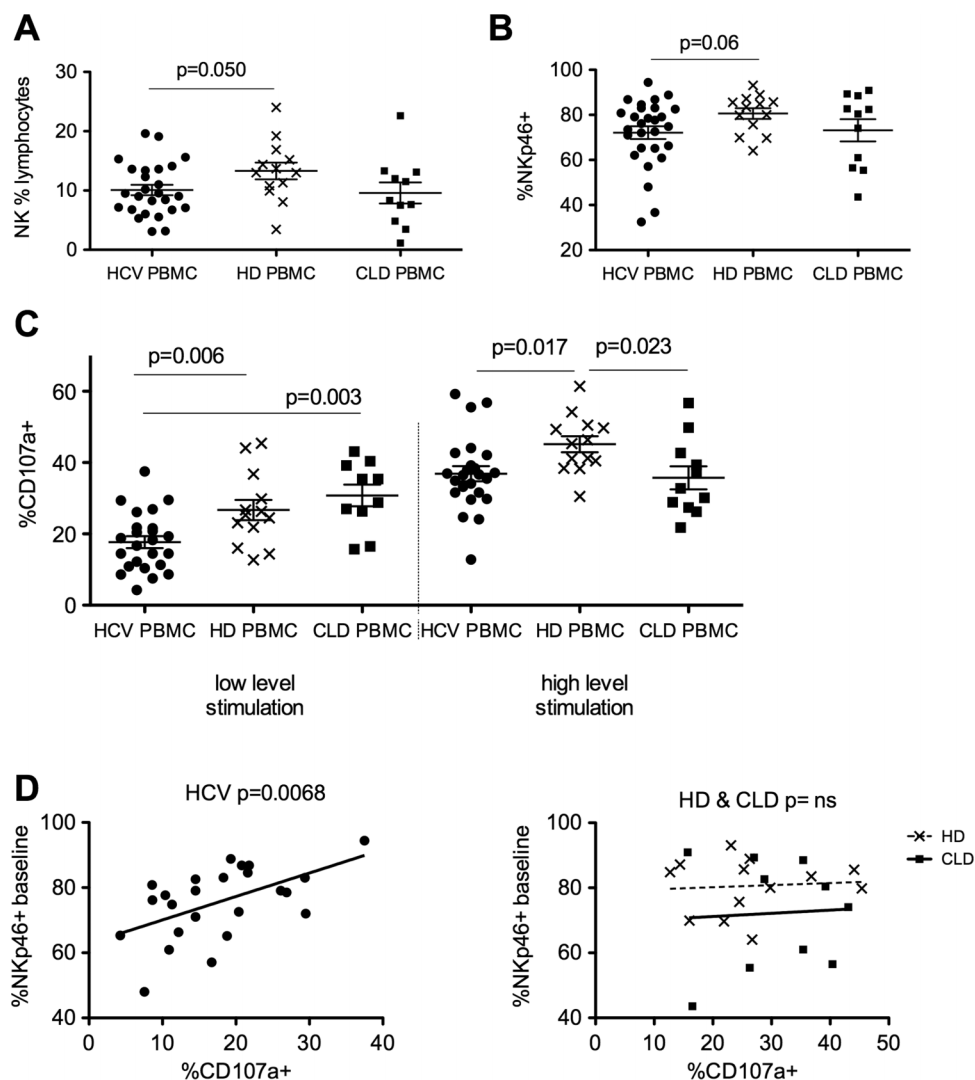 A
p=0.050
NK % lymphocytes
30
20
10
0
HCV PBMC HD PBMC CLD PBMC
B
p=0.06
%NKp46+
100
80
60
40
20
HCV PBMC HD PBMC CLD PBMC
C
p=0.006
p=0.003
p=0.017 p=0.023
%CD107a+
60
40
20
0
HCV PBMC HD PBMC CLD PBMC HCV PBMC HD PBMC CLD PBMC
low level
stimulation
high level
stimulation
D
HCV p=0.0068
%NKp46+ baseline
100
80
60
40
0 10 20 30 40
%CD107a+
HD & CLD p= ns
HD
CLD
%NKp46+ baseline
100
80
60
40
0 10 20 30 40 50
%CD107a+